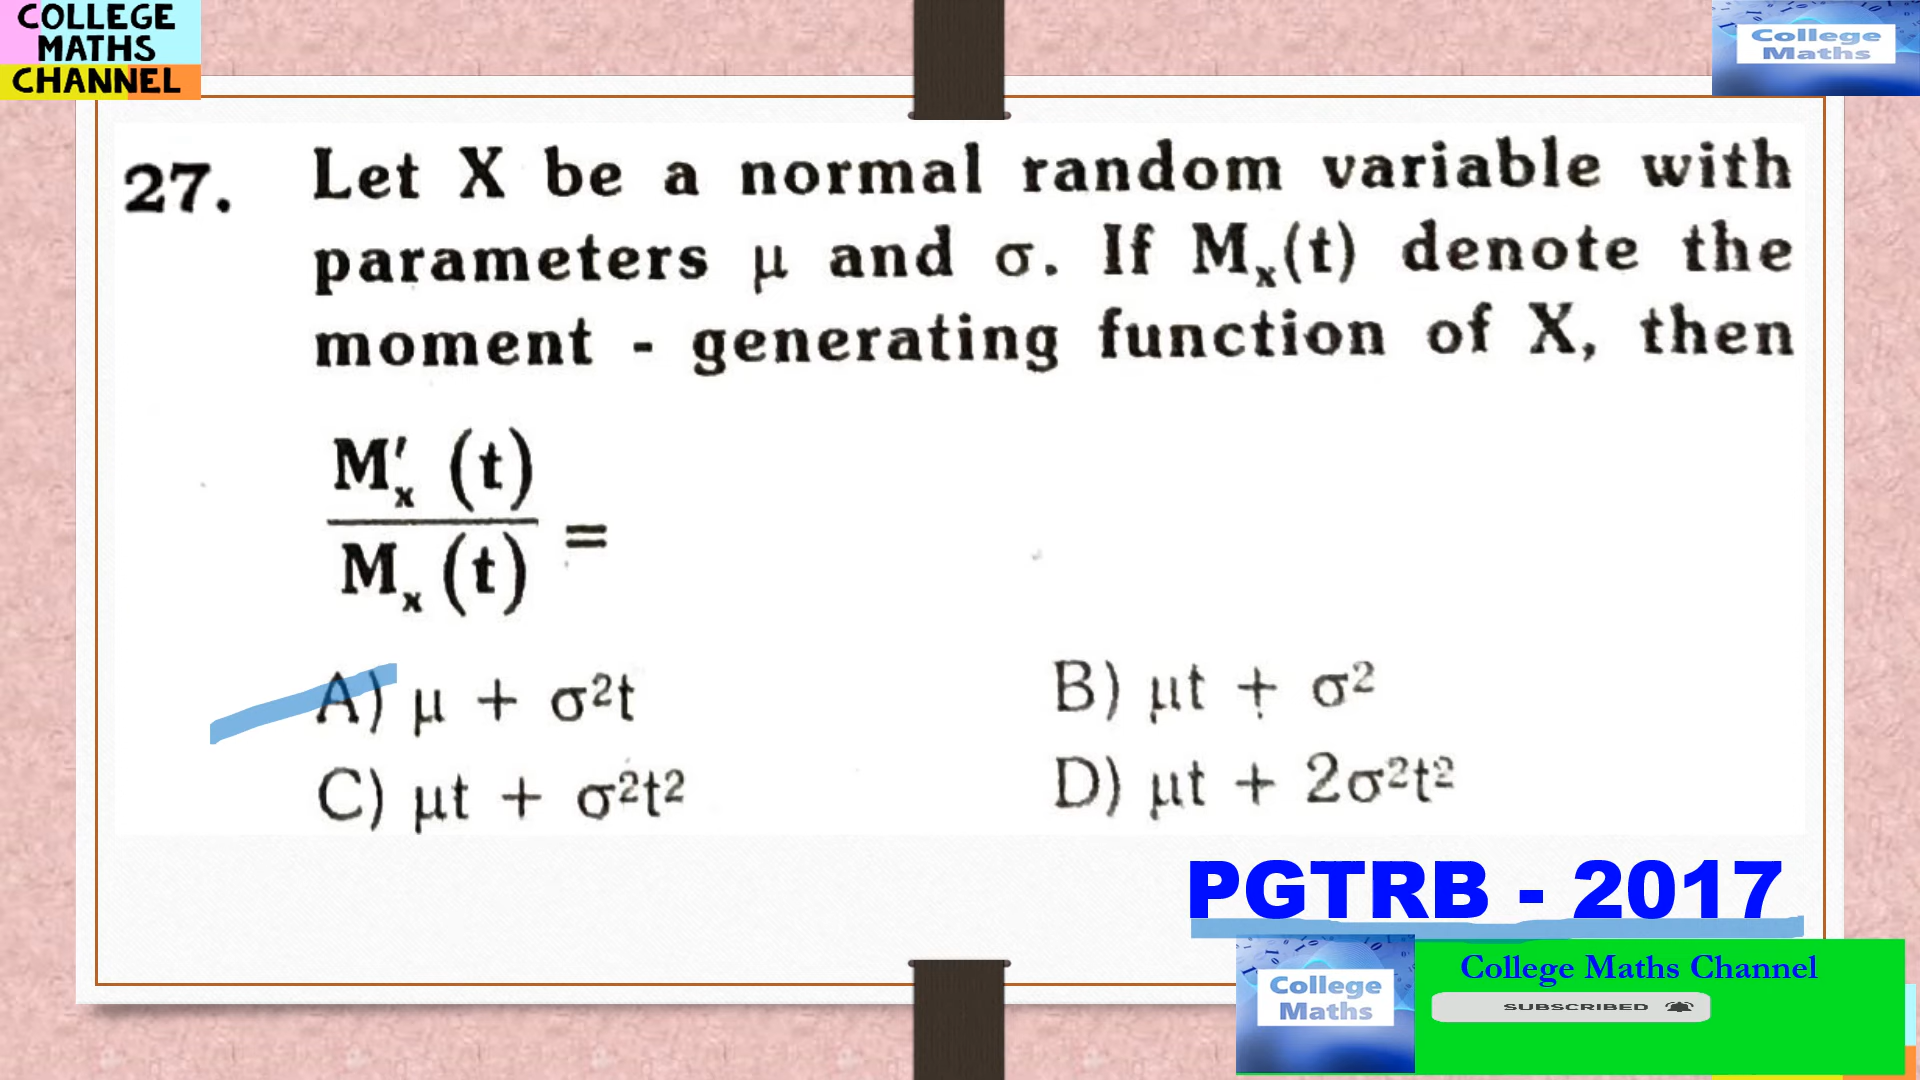 COLLEGE
MATHS
CHANNEL
College
Maths
27. Let X be a normal random variable with
parameters μ and σ. If Mₓ(t) denote the
moment - generating function of X, then
M′ₓ (t)
Mₓ (t) =
A) μ + σ²t
B) μt + σ²
C) μt + σ²t²
D) μt + 2σ²t²
PGTRB - 2017
College
Maths
College Maths Channel
SUBSCRIBED